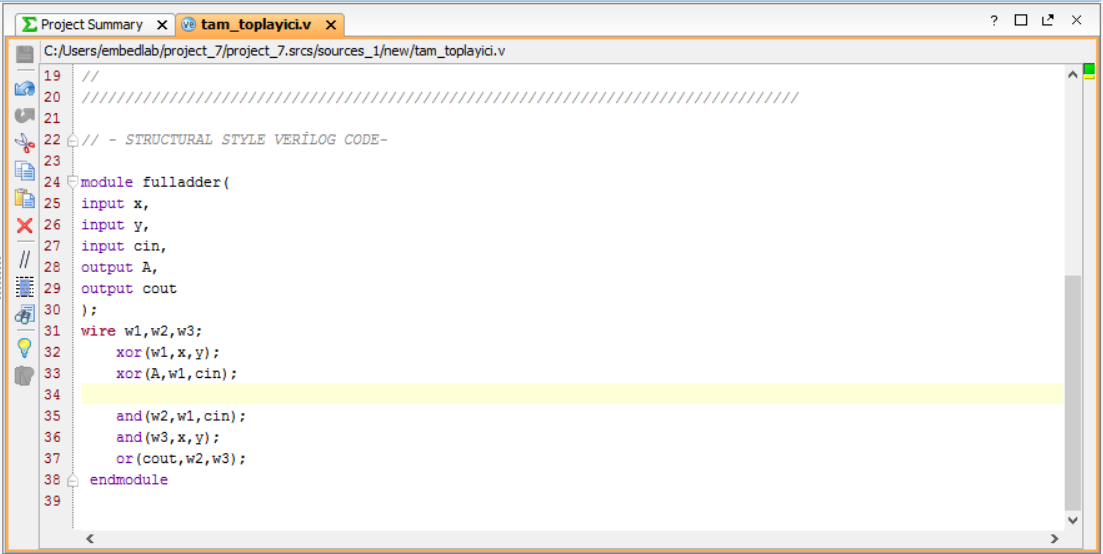 Project Summary × tam_toplayici.v × ?
C:/Users/embedlab/project_7/project_7.srcs/sources_1/new/tam_toplayici.v
19 //
20 //////////////////////////////////////////////////////////////////////////////////
21
22 // - STRUCTURAL STYLE VERİLOG CODE-
23
24 module fulladder(
25 input x,
26 input y,
27 input cin,
28 output A,
29 output cout
30 );
31 wire w1,w2,w3;
32 xor(w1,x,y);
33 xor(A,w1,cin);
34
35 and(w2,w1,cin);
36 and(w3,x,y);
37 or(cout,w2,w3);
38 endmodule
39